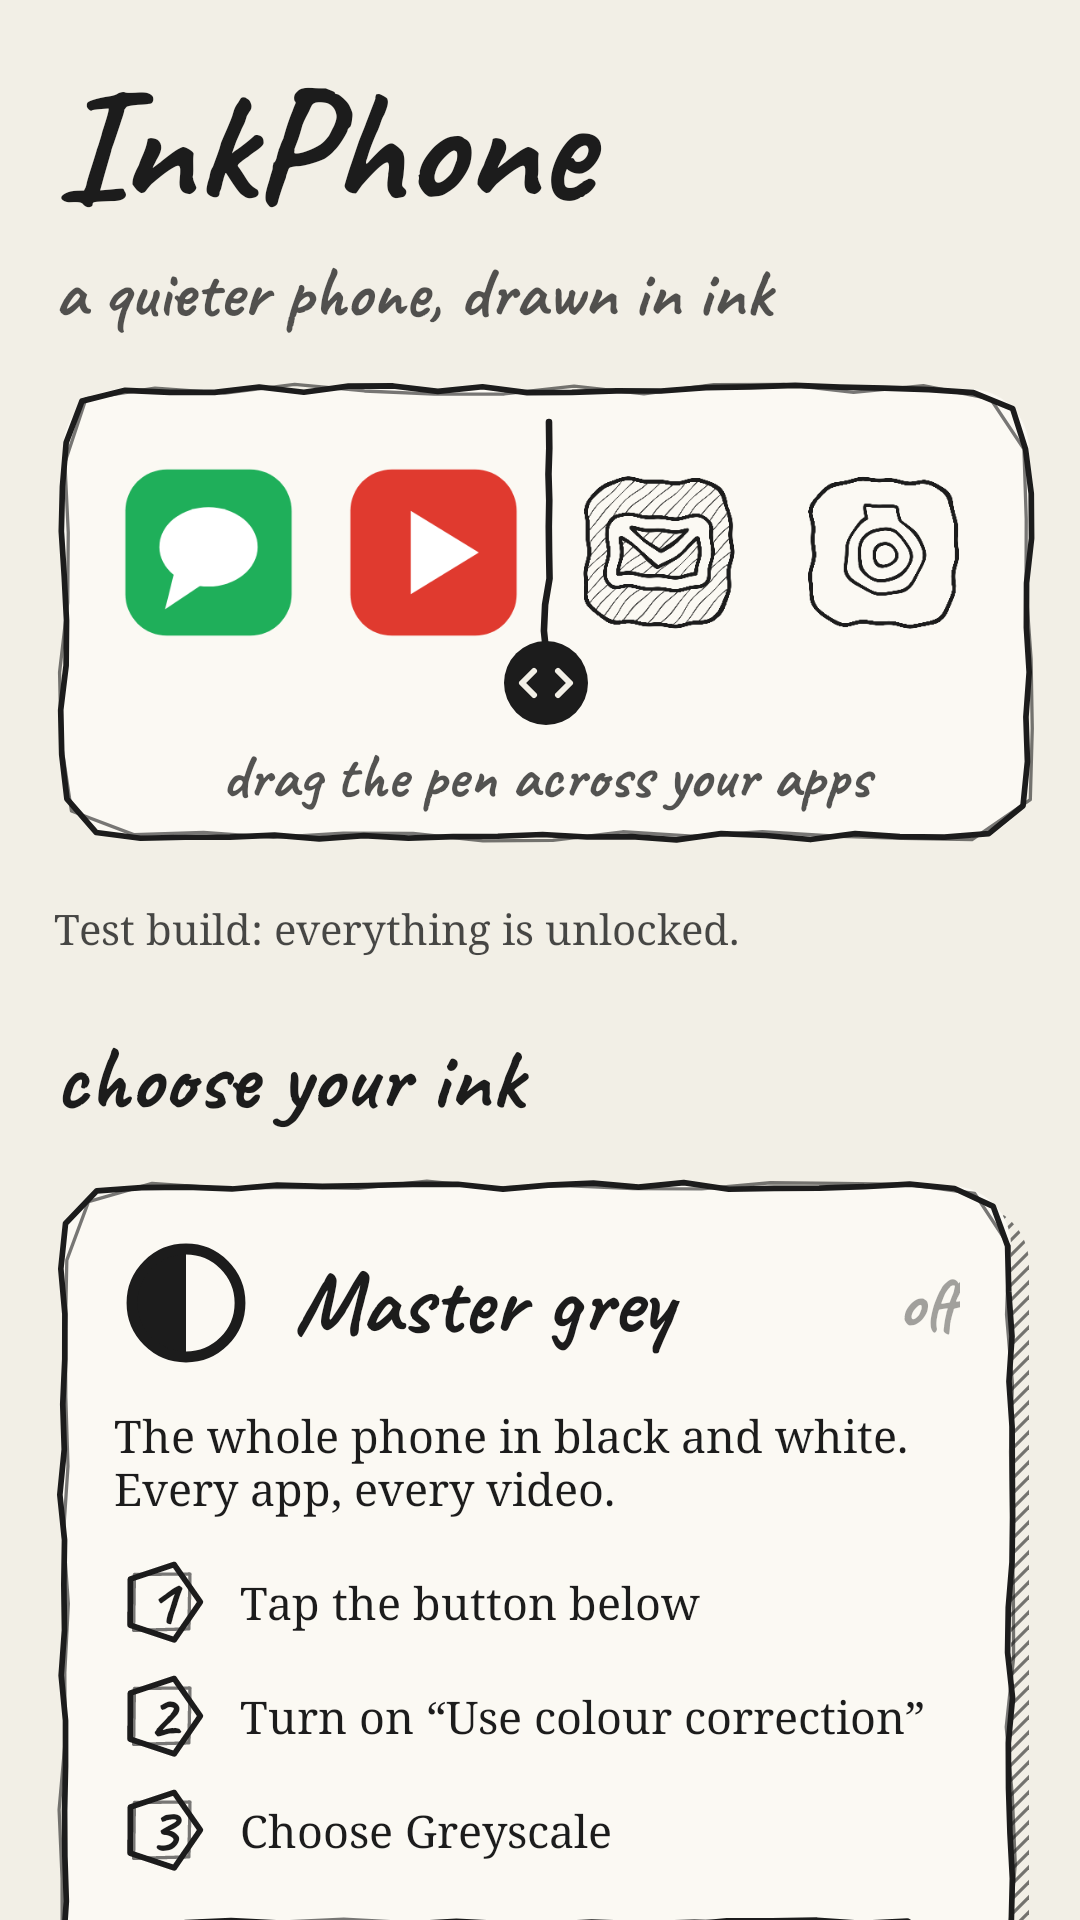 InkPhone
a quieter phone, drawn in ink
drag the pen across your apps
Test build: everything is unlocked.
choose your ink
Master grey
off
The whole phone in black and white.
Every app, every video.
1 Tap the button below
2 Turn on “Use colour correction”
3 Choose Greyscale